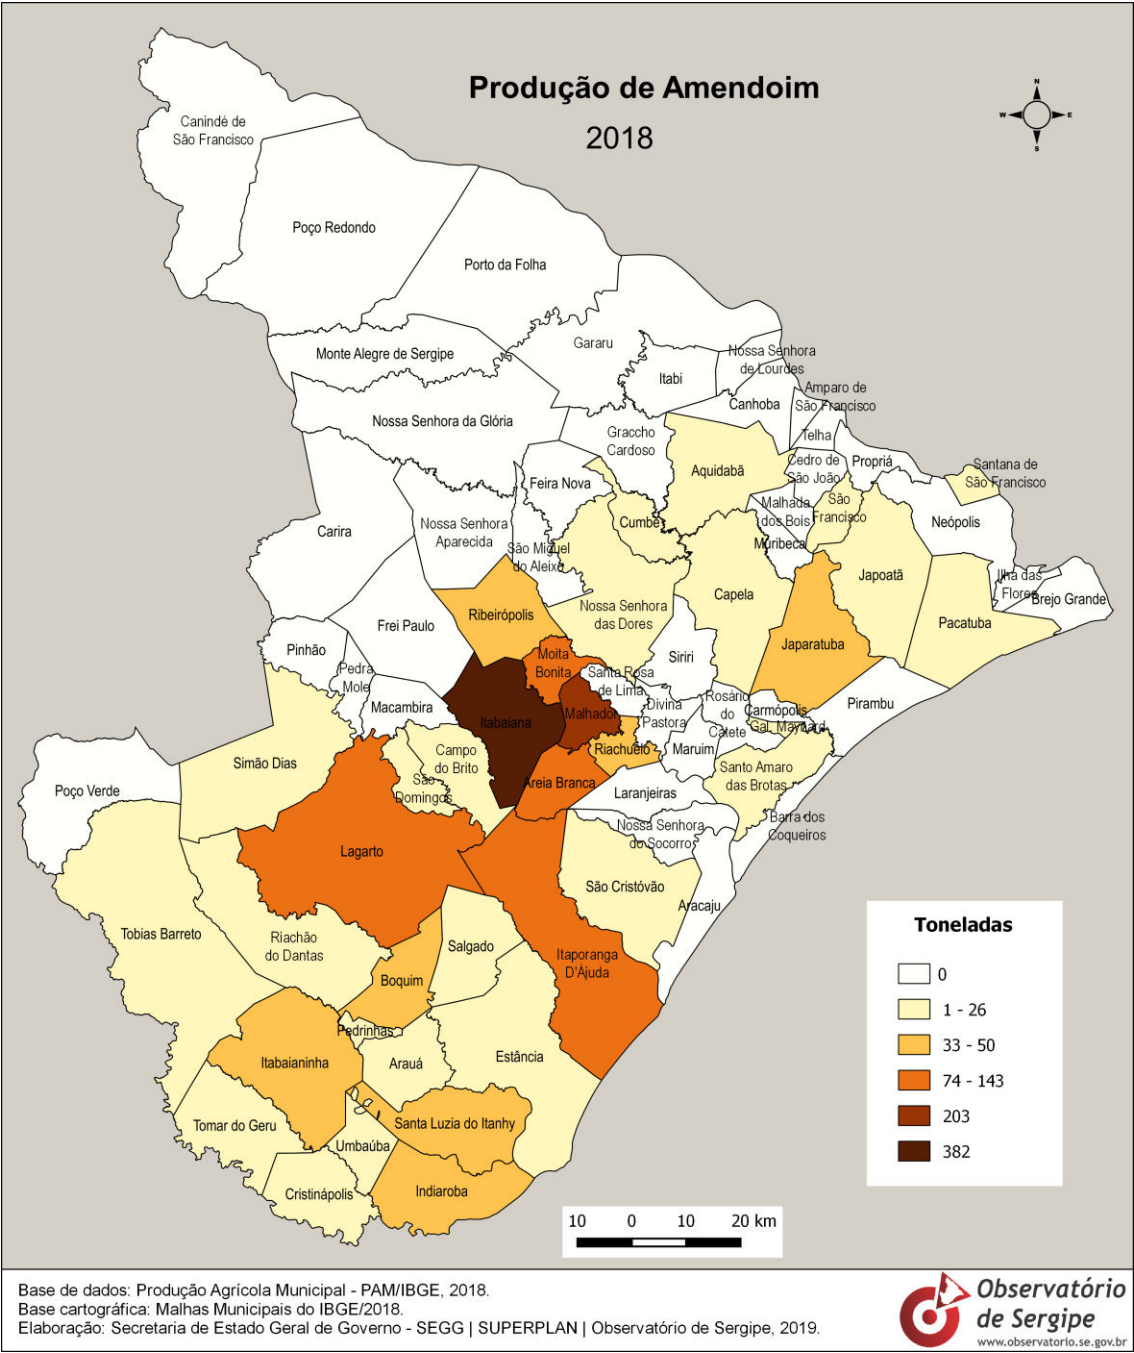 Produção de Amendoim
2018
N
W
E
S
Canindé de
São Francisco
Poço Redondo
Porto da Folha
Monte Alegre de Sergipe
Gararu
Nossa Senhora
de Lourdes
Itabi
Amparo de
São Francisco
Canhoba
Nossa Senhora da Glória
Graccho
Cardoso
Telha
Aquidabã
Cedro de
São João
Propriá
Santana de
São Francisco
Feira Nova
Carira
Nossa Senhora
Aparecida
Cumbe
Malhada
dos Bois
São
Francisco
Neópolis
São Miguel
do Aleixo
Muribeca
Japoatã
Ilha das
Flores
Brejo Grande
Capela
Nossa Senhora
das Dores
Ribeirópolis
Frei Paulo
Pacatuba
Japaratuba
Pinhão
Moita
Bonita
Siriri
Pedra
Mole
Santa Rosa
de Lima
Macambira
Itabaiana
Malhador
Divina
Pastora
Rosário
do
Catete
Carmópolis
Pirambu
Gal. Maynard
Riachuelo
Maruim
Campo
do Brito
Simão Dias
São
Domingos
Areia Branca
Santo Amaro
das Brotas
Poço Verde
Laranjeiras
Nossa Senhora
do Socorro
Barra dos
Coqueiros
Lagarto
São Cristóvão
Aracaju
Tobias Barreto
Riachão
do Dantas
Salgado
Itaporanga
D'Ájuda
Boquim
Pedrinhas
Itabaianinha
Arauá
Estância
Tomar do Geru
Santa Luzia do Itanhy
Umbaúba
Cristinápolis
Indiaroba
Toneladas
0
1 - 26
33 - 50
74 - 143
203
382
10 0 10 20 km
Base de dados: Produção Agrícola Municipal - PAM/IBGE, 2018.
Base cartográfica: Malhas Municipais do IBGE/2018.
Elaboração: Secretaria de Estado Geral de Governo - SEGG | SUPERPLAN | Observatório de Sergipe, 2019.
Observatório
de Sergipe
www.observatorio.se.gov.br